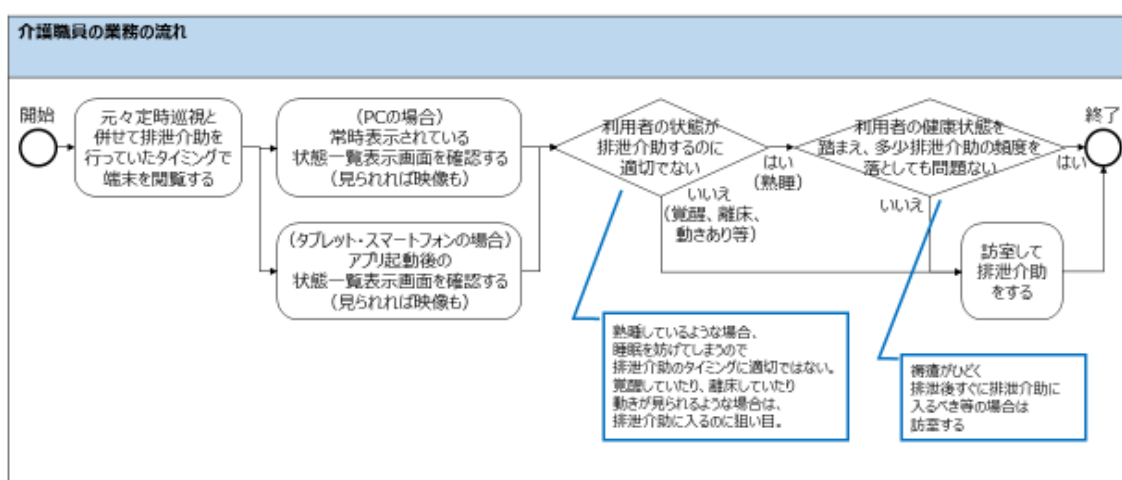 介護職員の業務の流れ
開始
元々定時巡視と
併せて排泄介助を
行っていたタイミングで
端末を閲覧する
(PCの場合)
常時表示されている
状態一覧表示画面を確認する
(見られれば映像も)
(タブレット・スマートフォンの場合)
アプリ起動後の
状態一覧表示画面を確認する
(見られれば映像も)
利用者の状態が
排泄介助するのに
適切でない
はい
(熟睡)
いいえ
(覚醒、離床、
動きあり等)
利用者の健康状態を
踏まえ、多少排泄介助の頻度を
落としても問題ない
はい
いいえ
訪室して
排泄介助
をする
終了
熟睡しているような場合、
睡眠を妨げてしまうので
排泄介助のタイミングに適切ではない。
覚醒していたり、離床していたり
動きが見られるような場合は、
排泄介助に入るのに狙い目。
褥瘡がひどく
排泄後すぐに排泄介助に
入るべき等の場合は
訪室する